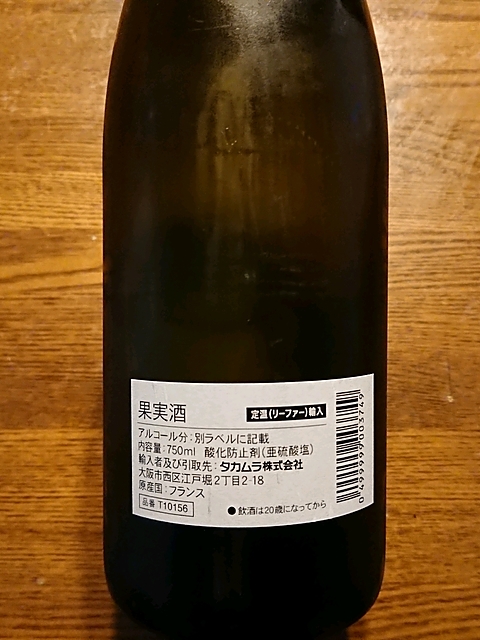 果実酒
定温(リーファー)輸入
アルコール分:別ラベルに記載
内容量:750ml 酸化防止剤(亜硫酸塩)
輸入者及び引取先:タカムラ株式会社
大阪市西区江戸堀2丁目2-18
原産国:フランス
品番 T10156
●飲酒は20歳になってから
0499999003749